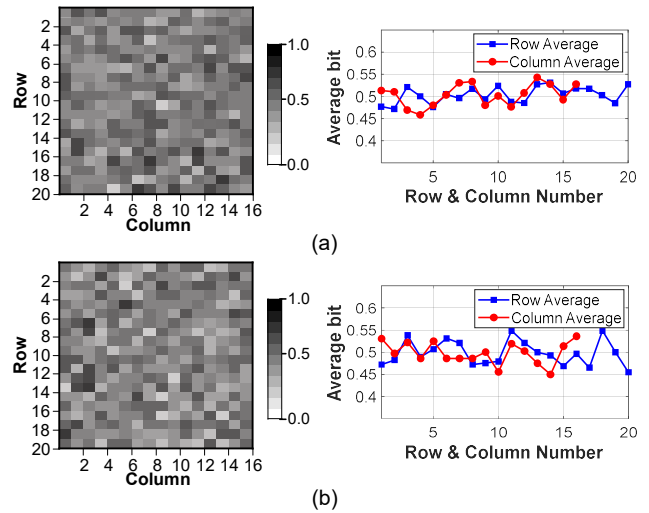 2
4
6
8
10
12
14
16
18
20
Row
2 4 6 8 10 12 14 16
Column
1.0
0.5
0.0
Row Average
Column Average
0.6
0.55
0.5
0.45
0.4
Average bit
5 10 15 20
Row & Column Number
(a)
2
4
6
8
10
12
14
16
18
20
Row
2 4 6 8 10 12 14 16
Column
1.0
0.5
0.0
Row Average
Column Average
0.6
0.55
0.5
0.45
0.4
Average bit
5 10 15 20
Row & Column Number
(b)